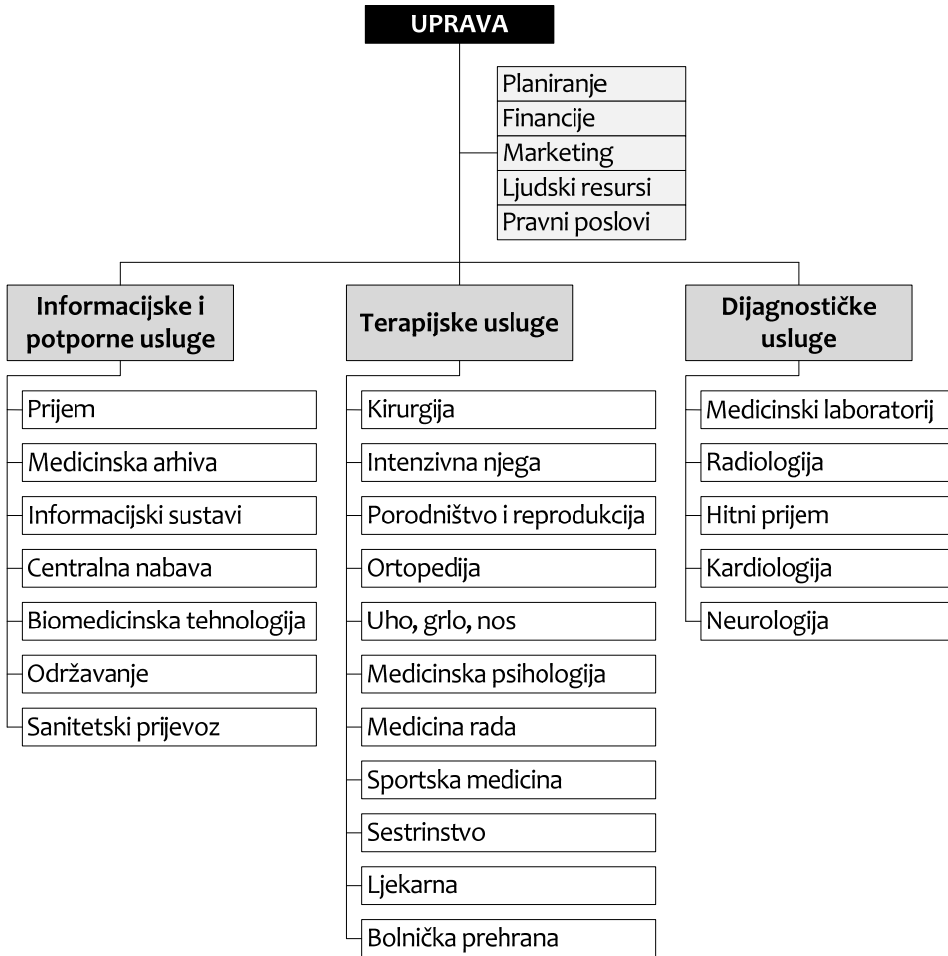 UPRAVA
Planiranje
Financije
Marketing
Ljudski resursi
Pravni poslovi
Informacijske i
potporne usluge
Terapijske usluge
Dijagnostičke
usluge
Prijem
Medicinska arhiva
Informacijski sustavi
Centralna nabava
Biomedicinska tehnologija
Održavanje
Sanitetski prijevoz
Kirurgija
Intenzivna njega
Porodništvo i reprodukcija
Ortopedija
Uho, grlo, nos
Medicinska psihologija
Medicina rada
Sportska medicina
Sestrinstvo
Ljekarna
Bolnička prehrana
Medicinski laboratorij
Radiologija
Hitni prijem
Kardiologija
Neurologija